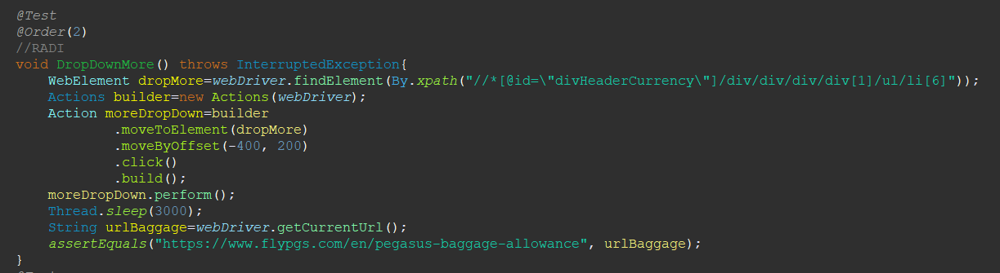 @Test
@Order(2)
//RADI
void DropDownMore() throws InterruptedException{
WebElement dropMore=webDriver.findElement(By.xpath("//*[@id=\"divHeaderCurrency\"]/div/div/div/div[1]/ul/li[6]"));
Actions builder=new Actions(webDriver);
Action moreDropDown=builder
.moveToElement(dropMore)
.moveByOffset(-400, 200)
.click()
.build();
moreDropDown.perform();
Thread.sleep(3000);
String urlBaggage=webDriver.getCurrentUrl();
assertEquals("https://www.flypgs.com/en/pegasus-baggage-allowance", urlBaggage);
}